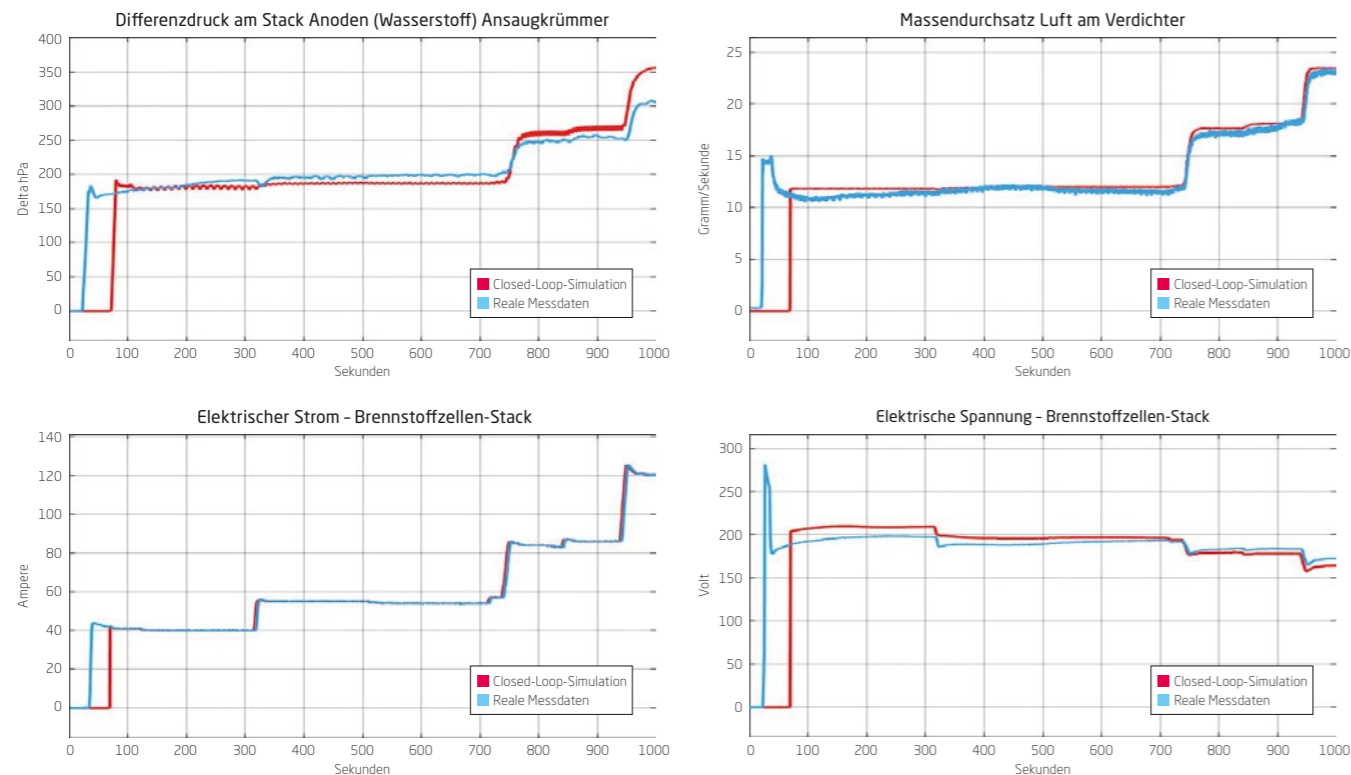 Differenzdruck am Stack Anoden (Wasserstoff) Ansaugkrümmer
400
350
300
250
200
150
100
50
0
Delta hPa
Closed-Loop-Simulation
Reale Messdaten
0 100 200 300 400 500 600 700 800 900 1000
Sekunden
Massendurchsatz Luft am Verdichter
25
20
15
10
5
0
Gramm/Sekunde
Closed-Loop-Simulation
Reale Messdaten
0 100 200 300 400 500 600 700 800 900 1000
Sekunden
Elektrischer Strom – Brennstoffzellen-Stack
140
120
100
80
60
40
20
0
Ampere
Closed-Loop-Simulation
Reale Messdaten
0 100 200 300 400 500 600 700 800 900 1000
Sekunden
Elektrische Spannung – Brennstoffzellen-Stack
300
250
200
150
100
50
0
Volt
Closed-Loop-Simulation
Reale Messdaten
0 100 200 300 400 500 600 700 800 900 1000
Sekunden